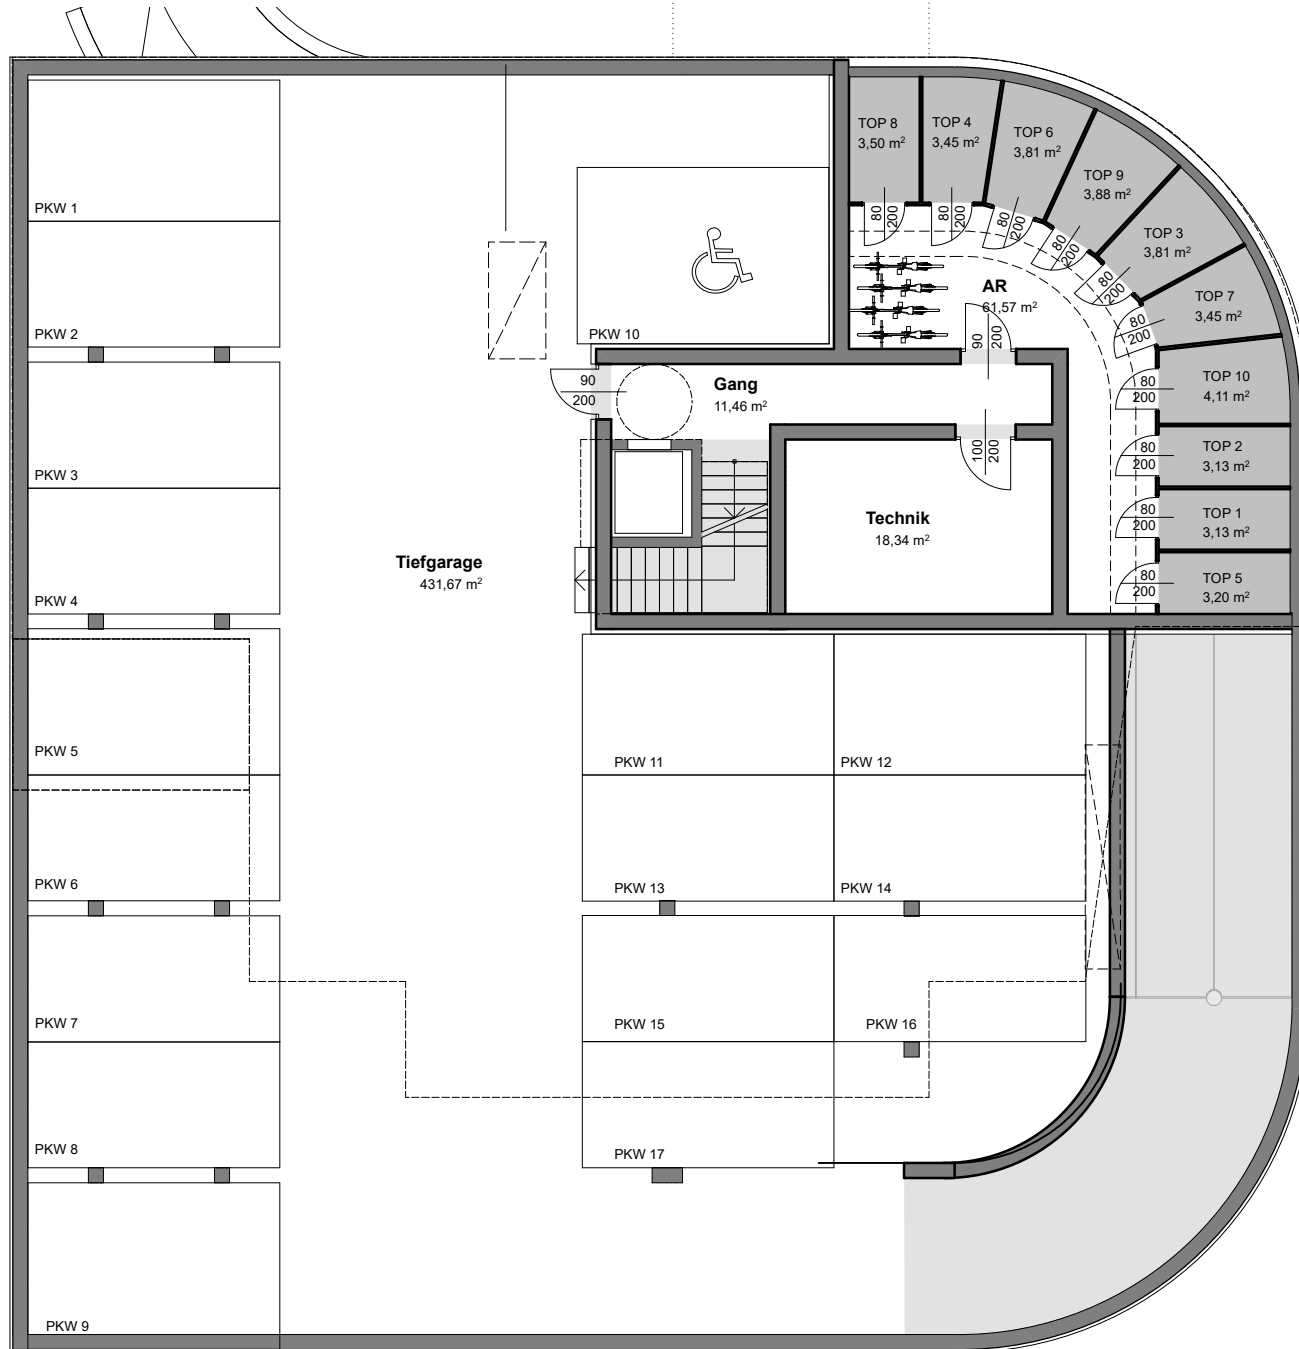 TOP 8
3,50 m²
TOP 4
3,45 m²
TOP 6
3,81 m²
TOP 9
3,88 m²
TOP 3
3,81 m²
TOP 7
3,45 m²
TOP 10
4,11 m²
TOP 2
3,13 m²
TOP 1
3,13 m²
TOP 5
3,20 m²
80
200
80
200
80
200
80
200
80
200
80
200
80
200
80
200
80
200
80
200
AR
61,57 m²
90
200
Gang
11,46 m²
90
200
100
200
Technik
18,34 m²
Tiefgarage
431,67 m²
PKW 1
PKW 2
PKW 3
PKW 4
PKW 5
PKW 6
PKW 7
PKW 8
PKW 9
PKW 10
PKW 11
PKW 12
PKW 13
PKW 14
PKW 15
PKW 16
PKW 17